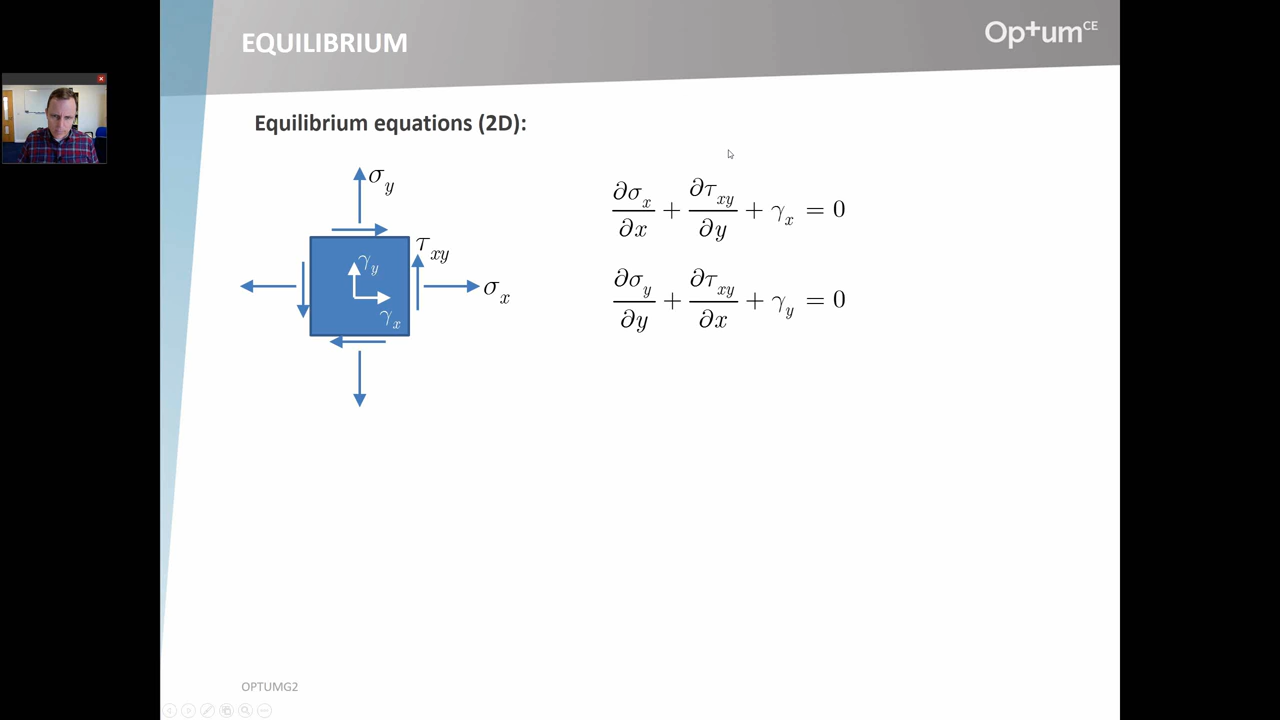 EQUILIBRIUM
Op+um CE
Equilibrium equations (2D):
σ_y
τ_xy
γ_y
σ_x
γ_x
∂σ_x/∂x + ∂τ_xy/∂y + γ_x = 0
∂σ_y/∂y + ∂τ_xy/∂x + γ_y = 0
OPTUMG2